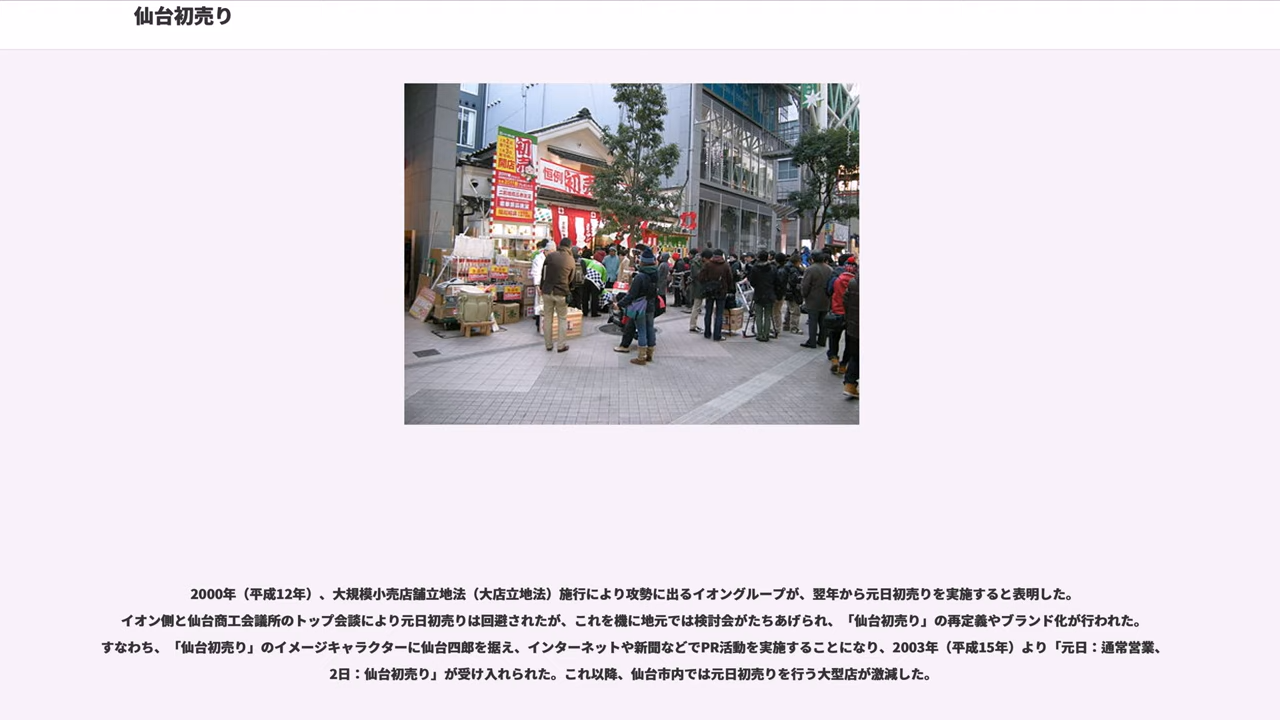 仙台初売り
初売
開店
恒例初売
2000年（平成12年）、大規模小売店舗立地法（大店立地法）施行により攻勢に出るイオングループが、翌年から元日初売りを実施すると表明した。
イオン側と仙台商工会議所のトップ会談により元日初売りは回避されたが、これを機に地元では検討会がたちあげられ、「仙台初売り」の再定義やブランド化が行われた。
すなわち、「仙台初売り」のイメージキャラクターに仙台四郎を据え、インターネットや新聞などでPR活動を実施することになり、2003年（平成15年）より「元日：通常営業、
2日：仙台初売り」が受け入れられた。これ以降、仙台市内では元日初売りを行う大型店が激減した。